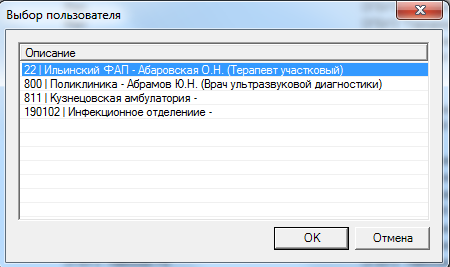 Выбор пользователя
Описание
22 | Ильинский ФАП - Абаровская О.Н. (Терапевт участковый)
800 | Поликлиника - Абрамов Ю.Н. (Врач ультразвуковой диагностики)
811 | Кузнецовская амбулатория -
190102 | Инфекционное отделениие -
OK
Отмена